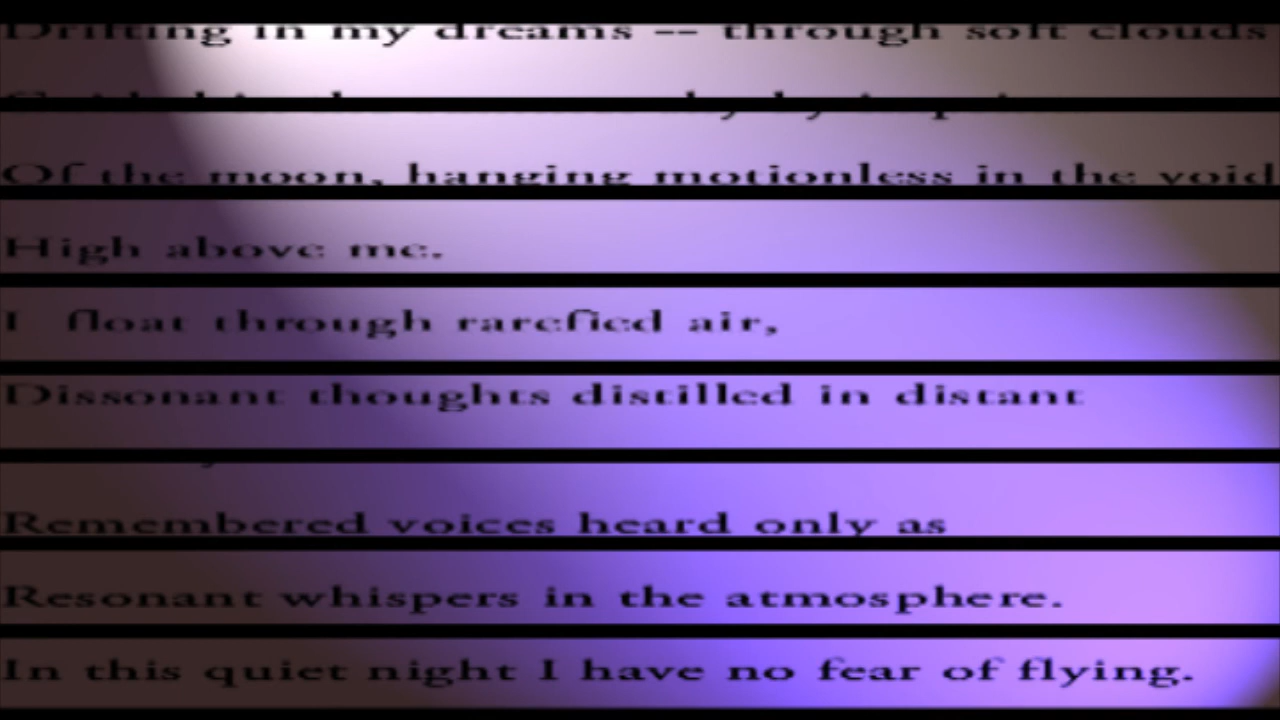 Drifting in my dreams -- through soft clouds
Of the moon, hanging motionless in the void
High above me.
I float through rarefied air,
Dissonant thoughts distilled in distant
Remembered voices heard only as
Resonant whispers in the atmosphere.
In this quiet night I have no fear of flying.